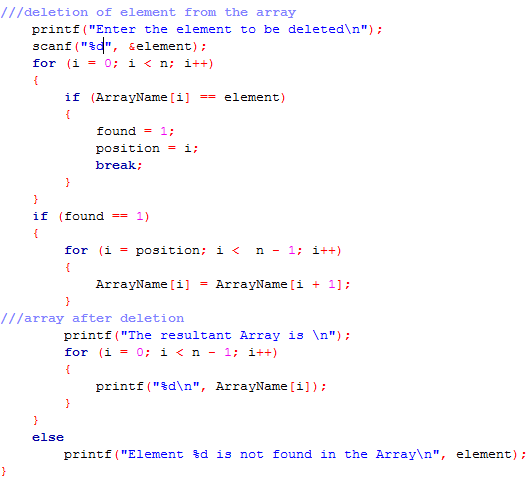 ///deletion of element from the array
    printf("Enter the element to be deleted\n");
    scanf("%d", &element);
    for (i = 0; i < n; i++)
    {
        if (ArrayName[i] == element)
        {
            found = 1;
            position = i;
            break;
        }
    }
    if (found == 1)
    {
        for (i = position; i <  n - 1; i++)
        {
            ArrayName[i] = ArrayName[i + 1];
        }
///array after deletion
        printf("The resultant Array is \n");
        for (i = 0; i < n - 1; i++)
        {
            printf("%d\n", ArrayName[i]);
        }
    }
    else
        printf("Element %d is not found in the Array\n", element);
}